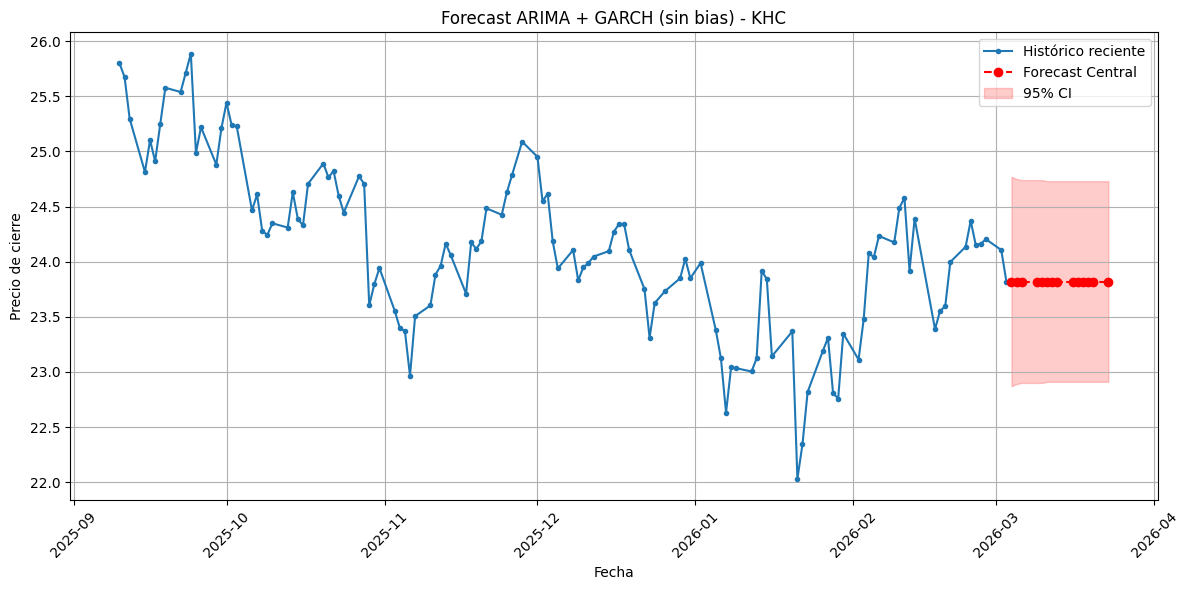 Forecast ARIMA + GARCH (sin bias) - KHC
Histórico reciente
Forecast Central
95% CI
Precio de cierre
26.0
25.5
25.0
24.5
24.0
23.5
23.0
22.5
22.0
2025-09
2025-10
2025-11
2025-12
2026-01
2026-02
2026-03
2026-04
Fecha